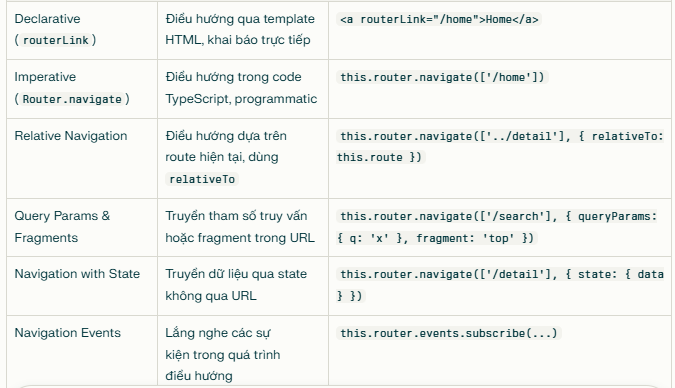 Declarative
(routerLink)
Điều hướng qua template
HTML, khai báo trực tiếp
<a routerLink="/home">Home</a>
Imperative
(Router.navigate)
Điều hướng trong code
TypeScript, programmatic
this.router.navigate(['/home'])
Relative Navigation
Điều hướng dựa trên
route hiện tại, dùng
relativeTo
this.router.navigate(['../detail'], { relativeTo:
this.route })
Query Params &
Fragments
Truyền tham số truy vấn
hoặc fragment trong URL
this.router.navigate(['/search'], { queryParams:
{ q: 'x' }, fragment: 'top' })
Navigation with State
Truyền dữ liệu qua state
không qua URL
this.router.navigate(['/detail'], { state: { data
} })
Navigation Events
Lắng nghe các sự
kiện trong quá trình
điều hướng
this.router.events.subscribe(...)